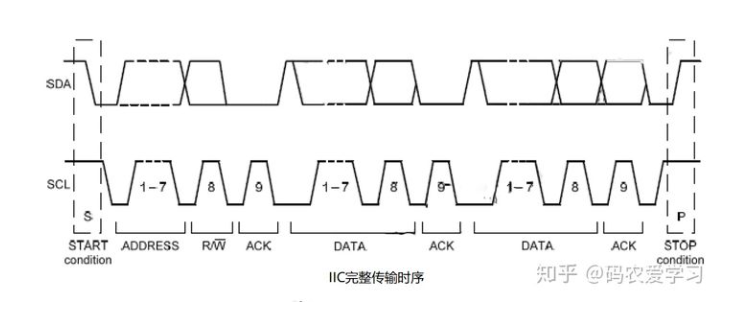 SDA
SCL
1-7 8 9 1-7 8 9 1-7 8 9
S P
START condition ADDRESS R/W ACK DATA ACK DATA ACK STOP condition
IIC完整传输时序
知乎 @码农爱学习